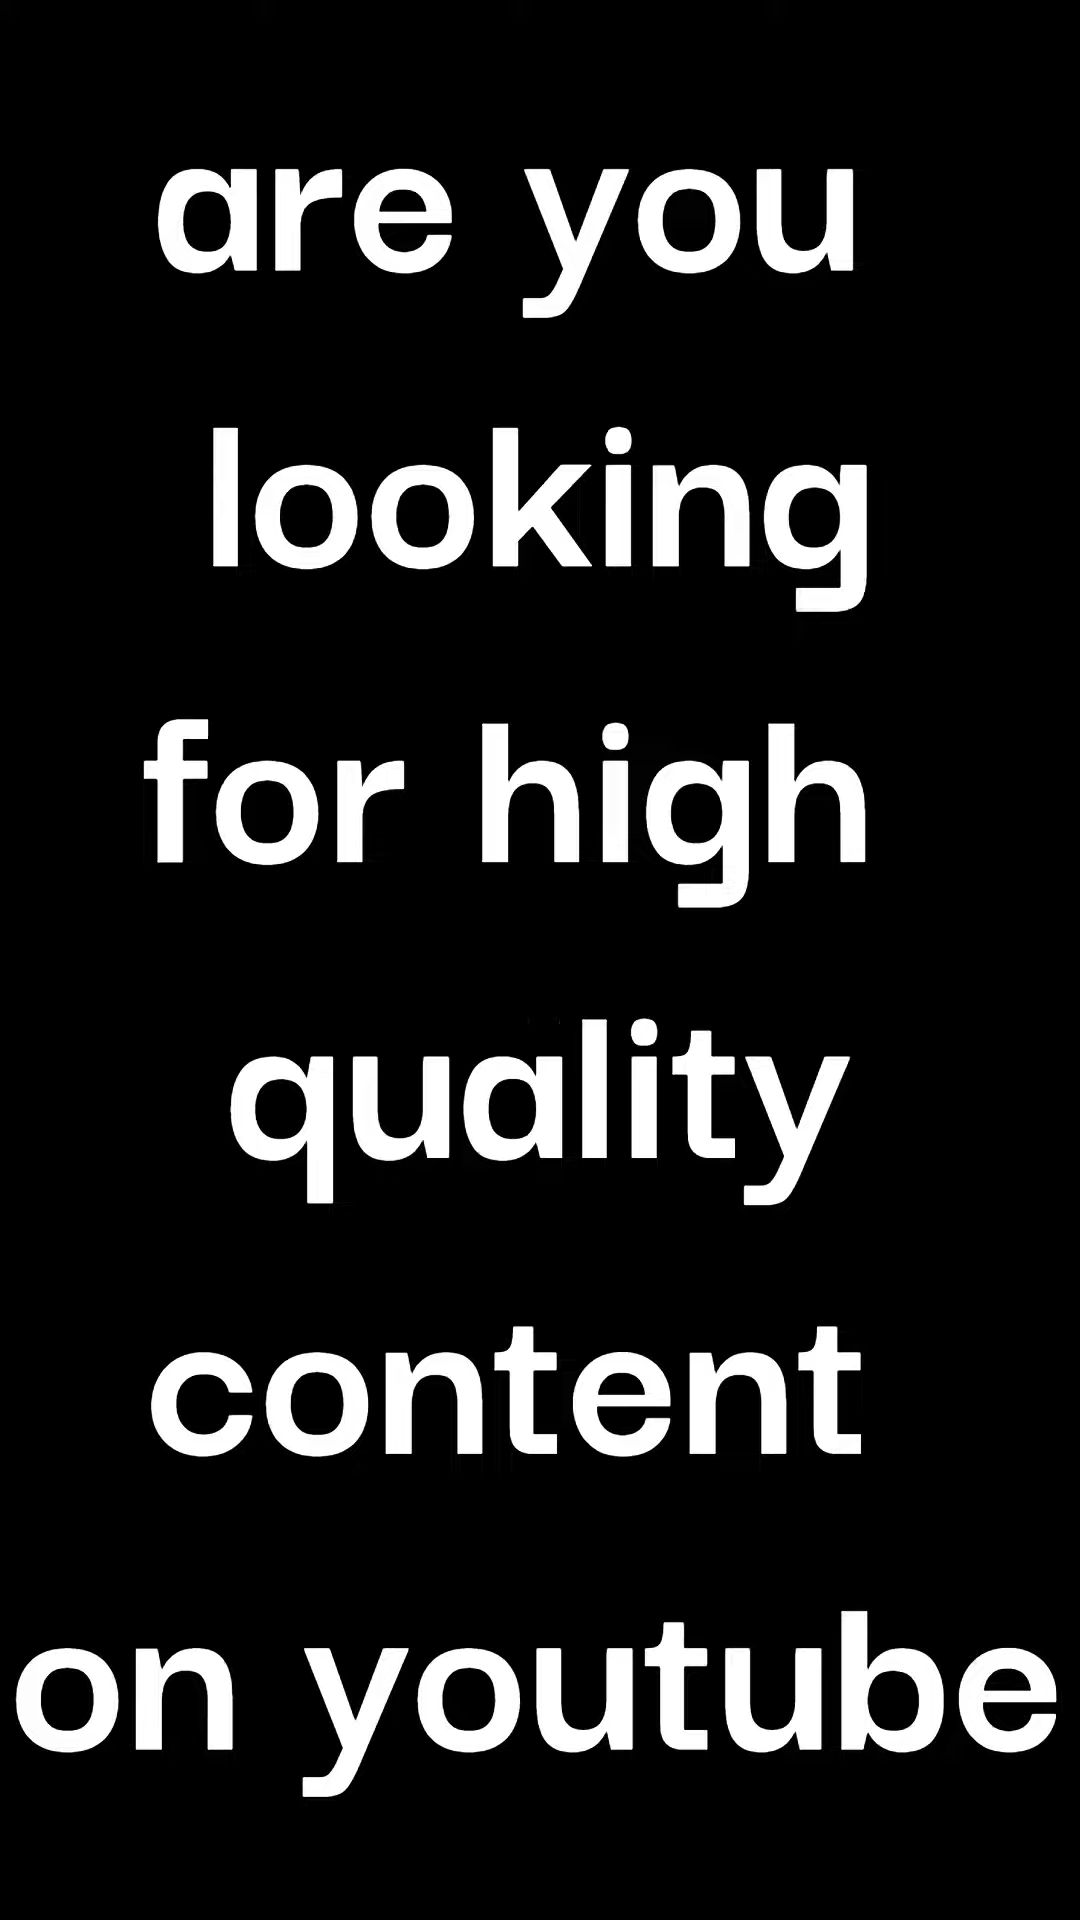 are you
looking
for high
quality
content
on youtube